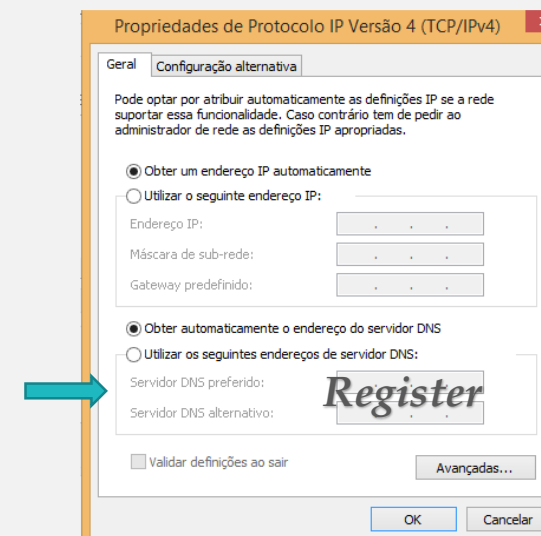 Propriedades de Protocolo IP Versão 4 (TCP/IPv4)
Geral
Configuração alternativa
Pode optar por atribuir automaticamente as definições IP se a rede
suportar essa funcionalidade. Caso contrário tem de pedir ao
administrador de rede as definições IP apropriadas.
Obter um endereço IP automaticamente
Utilizar o seguinte endereço IP:
Endereço IP:
Máscara de sub-rede:
Gateway predefinido:
Obter automaticamente o endereço do servidor DNS
Utilizar os seguintes endereços de servidor DNS:
Servidor DNS preferido:
Register
Servidor DNS alternativo:
Validar definições ao sair
Avançadas...
OK
Cancelar